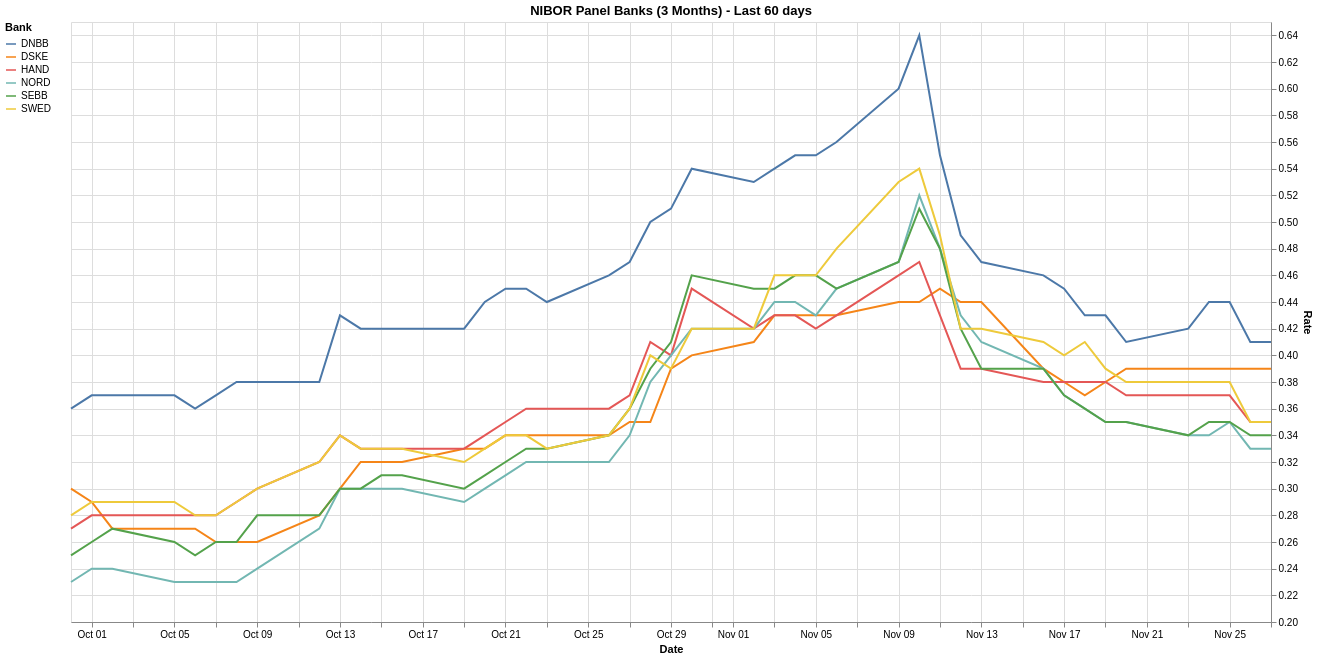 NIBOR Panel Banks (3 Months) - Last 60 days
Bank
DNBB
DSKE
HAND
NORD
SEBB
SWED
0.64
0.62
0.60
0.58
0.56
0.54
0.52
0.50
0.48
0.46
0.44
0.42
0.40
0.38
0.36
0.34
0.32
0.30
0.28
0.26
0.24
0.22
0.20
Rate
Oct 01 Oct 05 Oct 09 Oct 13 Oct 17 Oct 21 Oct 25 Oct 29 Nov 01 Nov 05 Nov 09 Nov 13 Nov 17 Nov 21 Nov 25
Date